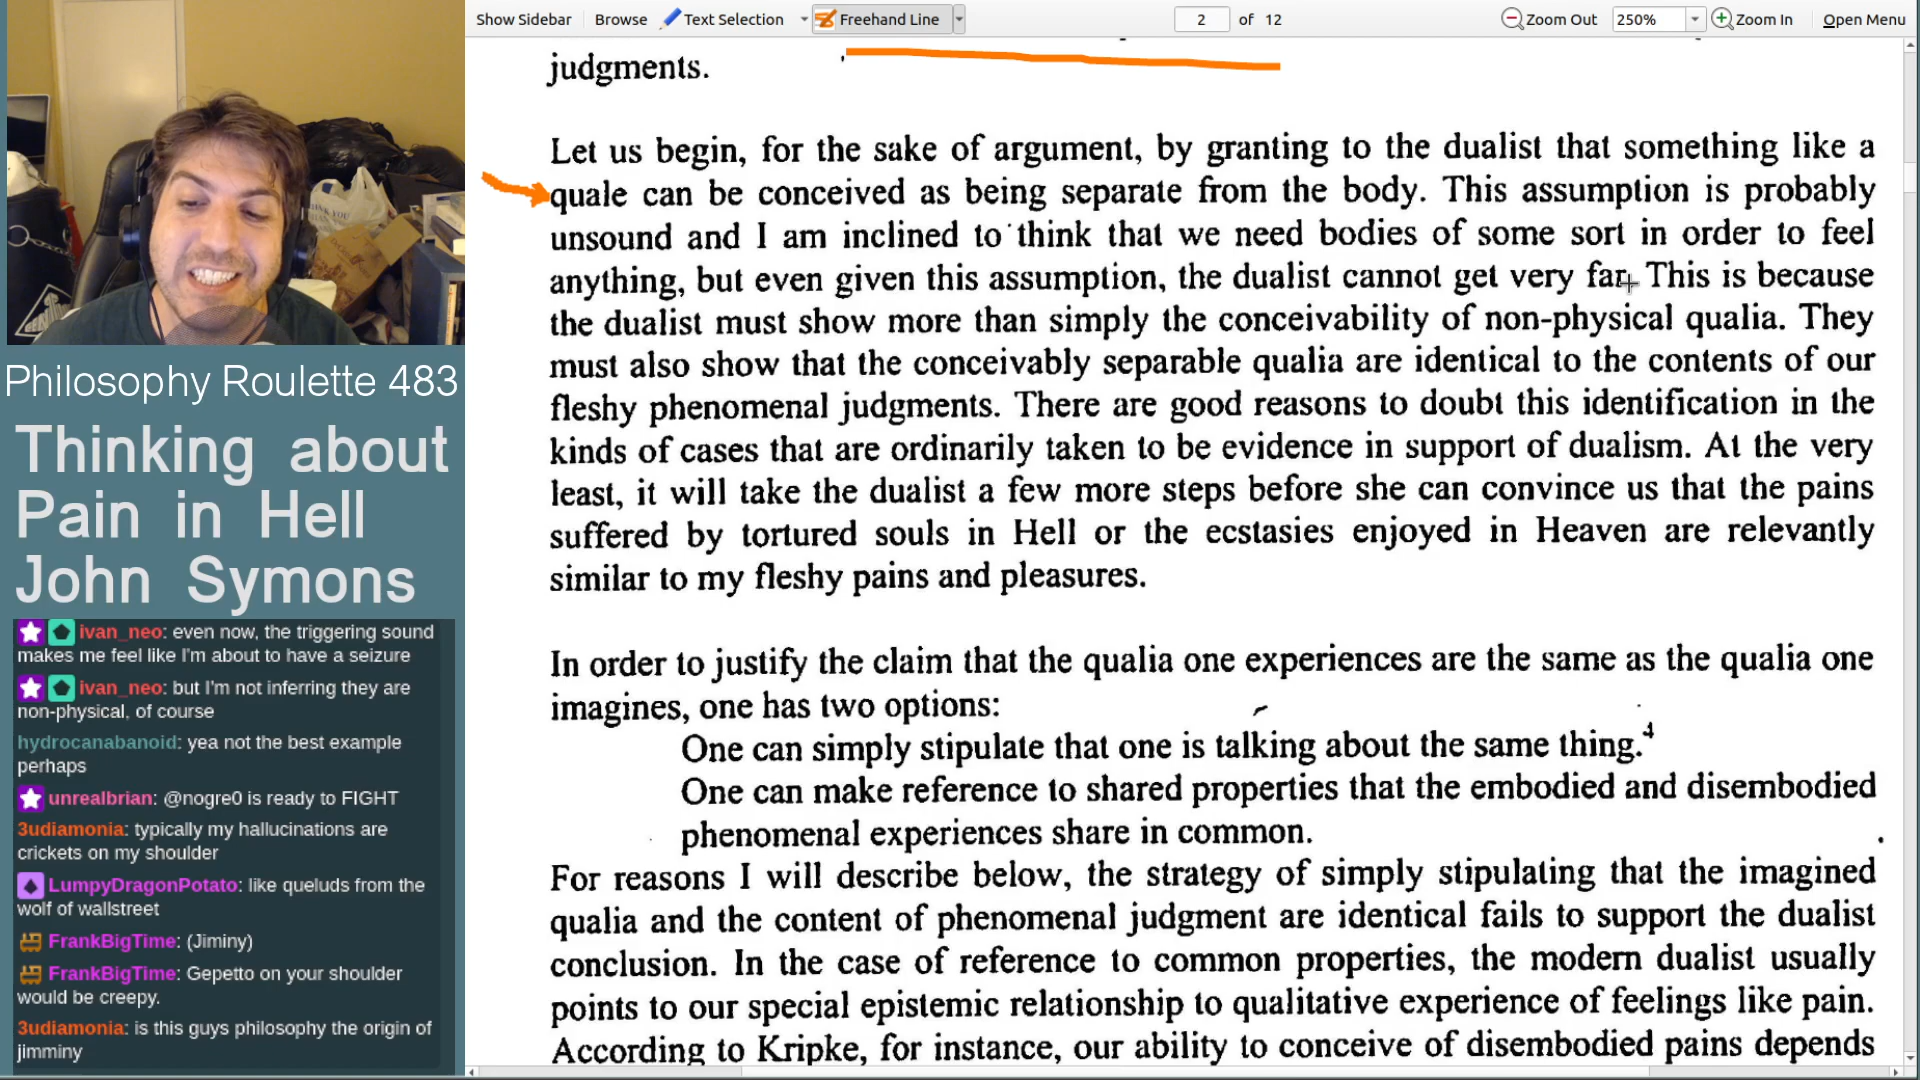 Show Sidebar Browse Text Selection Freehand Line 2 of 12 Zoom Out 250% Zoom In Open Menu
judgments.
Let us begin, for the sake of argument, by granting to the dualist that something like a
quale can be conceived as being separate from the body. This assumption is probably
unsound and I am inclined to think that we need bodies of some sort in order to feel
anything, but even given this assumption, the dualist cannot get very far. This is because
the dualist must show more than simply the conceivability of non-physical qualia. They
must also show that the conceivably separable qualia are identical to the contents of our
fleshy phenomenal judgments. There are good reasons to doubt this identification in the
kinds of cases that are ordinarily taken to be evidence in support of dualism. At the very
least, it will take the dualist a few more steps before she can convince us that the pains
suffered by tortured souls in Hell or the ecstasies enjoyed in Heaven are relevantly
similar to my fleshy pains and pleasures.
In order to justify the claim that the qualia one experiences are the same as the qualia one
imagines, one has two options:
One can simply stipulate that one is talking about the same thing.4
One can make reference to shared properties that the embodied and disembodied
phenomenal experiences share in common.
For reasons I will describe below, the strategy of simply stipulating that the imagined
qualia and the content of phenomenal judgment are identical fails to support the dualist
conclusion. In the case of reference to common properties, the modern dualist usually
points to our special epistemic relationship to qualitative experience of feelings like pain.
According to Kripke, for instance, our ability to conceive of disembodied pains depends
Philosophy Roulette 483
Thinking about
Pain in Hell
John Symons
ivan_neo: even now, the triggering sound
makes me feel like I'm about to have a seizure
ivan_neo: but I'm not inferring they are
non-physical, of course
hydrocanabanoid: yea not the best example
perhaps
unrealbrian: @nogre0 is ready to FIGHT
3udiamonia: typically my hallucinations are
crickets on my shoulder
LumpyDragonPotato: like queluds from the
wolf of wallstreet
FrankBigTime: (Jiminy)
FrankBigTime: Gepetto on your shoulder
would be creepy.
3udiamonia: is this guys philosophy the origin of
jimminy